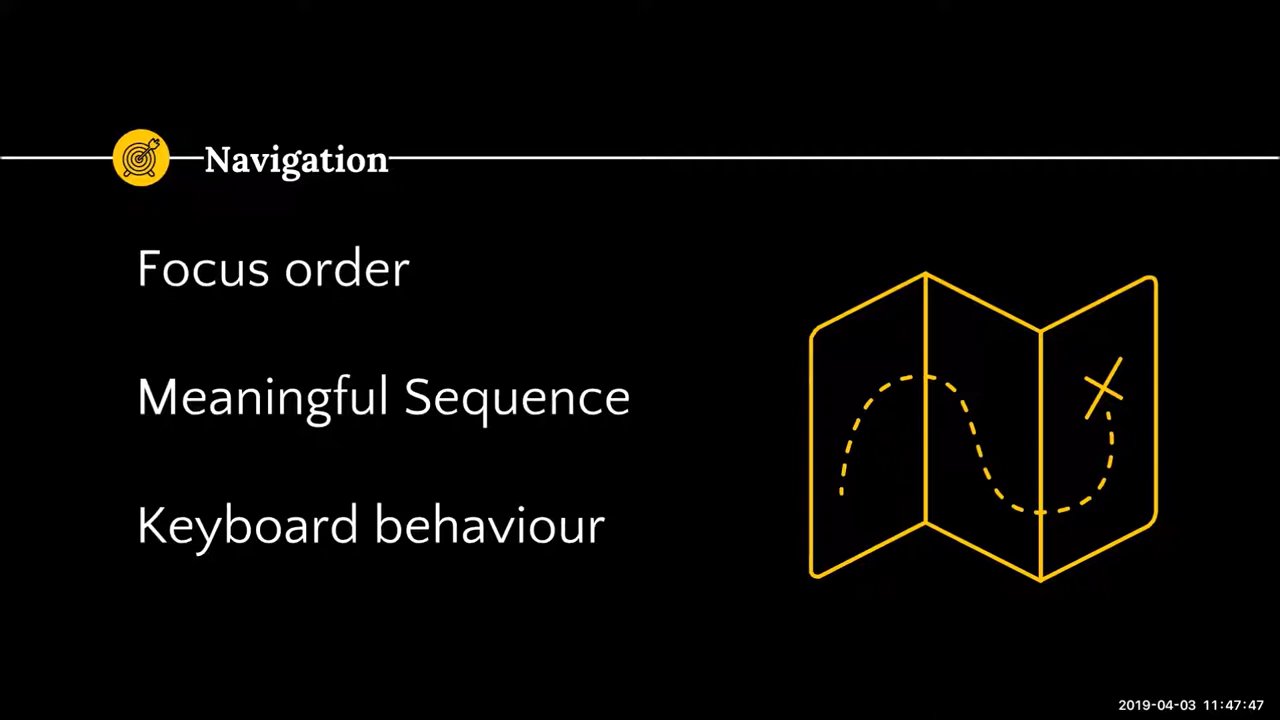 Navigation
Focus order
Meaningful Sequence
Keyboard behaviour
2019-04-03 11:47:47